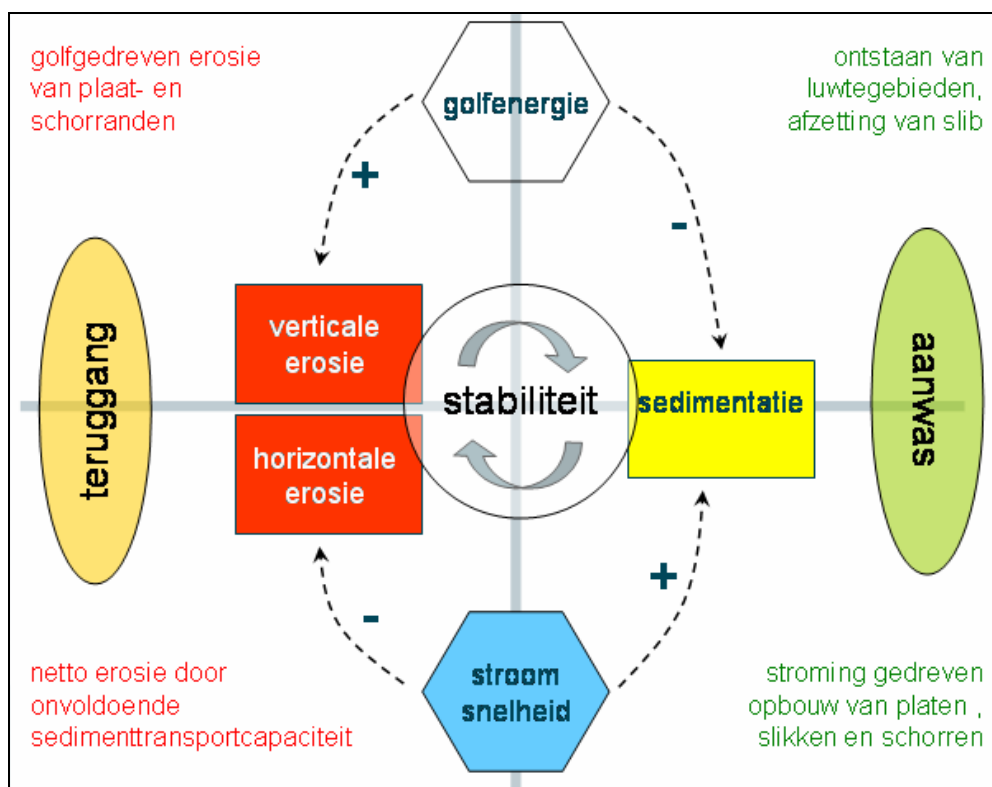 golfgedreven erosie
van plaat- en
schorranden
golfenergie
ontstaan van
luwtegebieden,
afzetting van slib
+
-
teruggang
verticale
erosie
stabiliteit
sedimentatie
aanwas
horizontale
erosie
-
+
netto erosie door
onvoldoende
sedimenttransportcapaciteit
stroom
snelheid
stroming gedreven
opbouw van platen ,
slikken en schorren